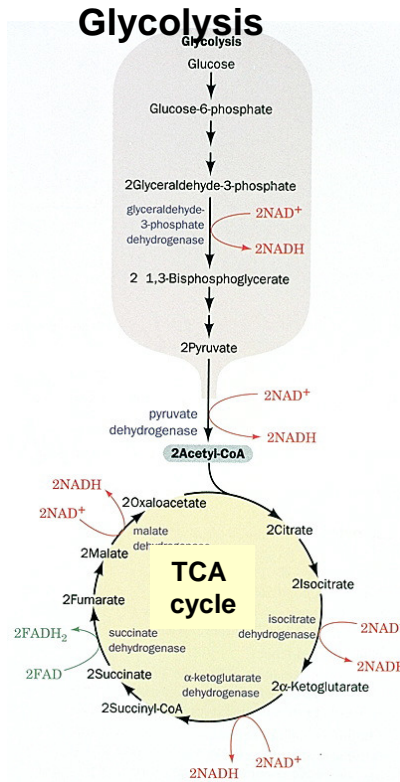 Glycolysis
Glycolysis
Glucose
Glucose-6-phosphate
2Glyceraldehyde-3-phosphate
glyceraldehyde-
3-phosphate
dehydrogenase
2NAD⁺
2NADH
2 1,3-Bisphosphoglycerate
2Pyruvate
2NAD⁺
pyruvate
dehydrogenase
2NADH
2Acetyl-CoA
2NADH
2Oxaloacetate
2NAD⁺
malate
2Citrate
2Malate
TCA
cycle
2Isocitrate
2Fumarate
isocitrate
dehydrogenase
2NAD
2FADH₂
succinate
dehydrogenase
2NADH
2FAD
2Succinate
α-ketoglutarate
dehydrogenase
2α-Ketoglutarate
2Succinyl-CoA
2NADH
2NAD⁺